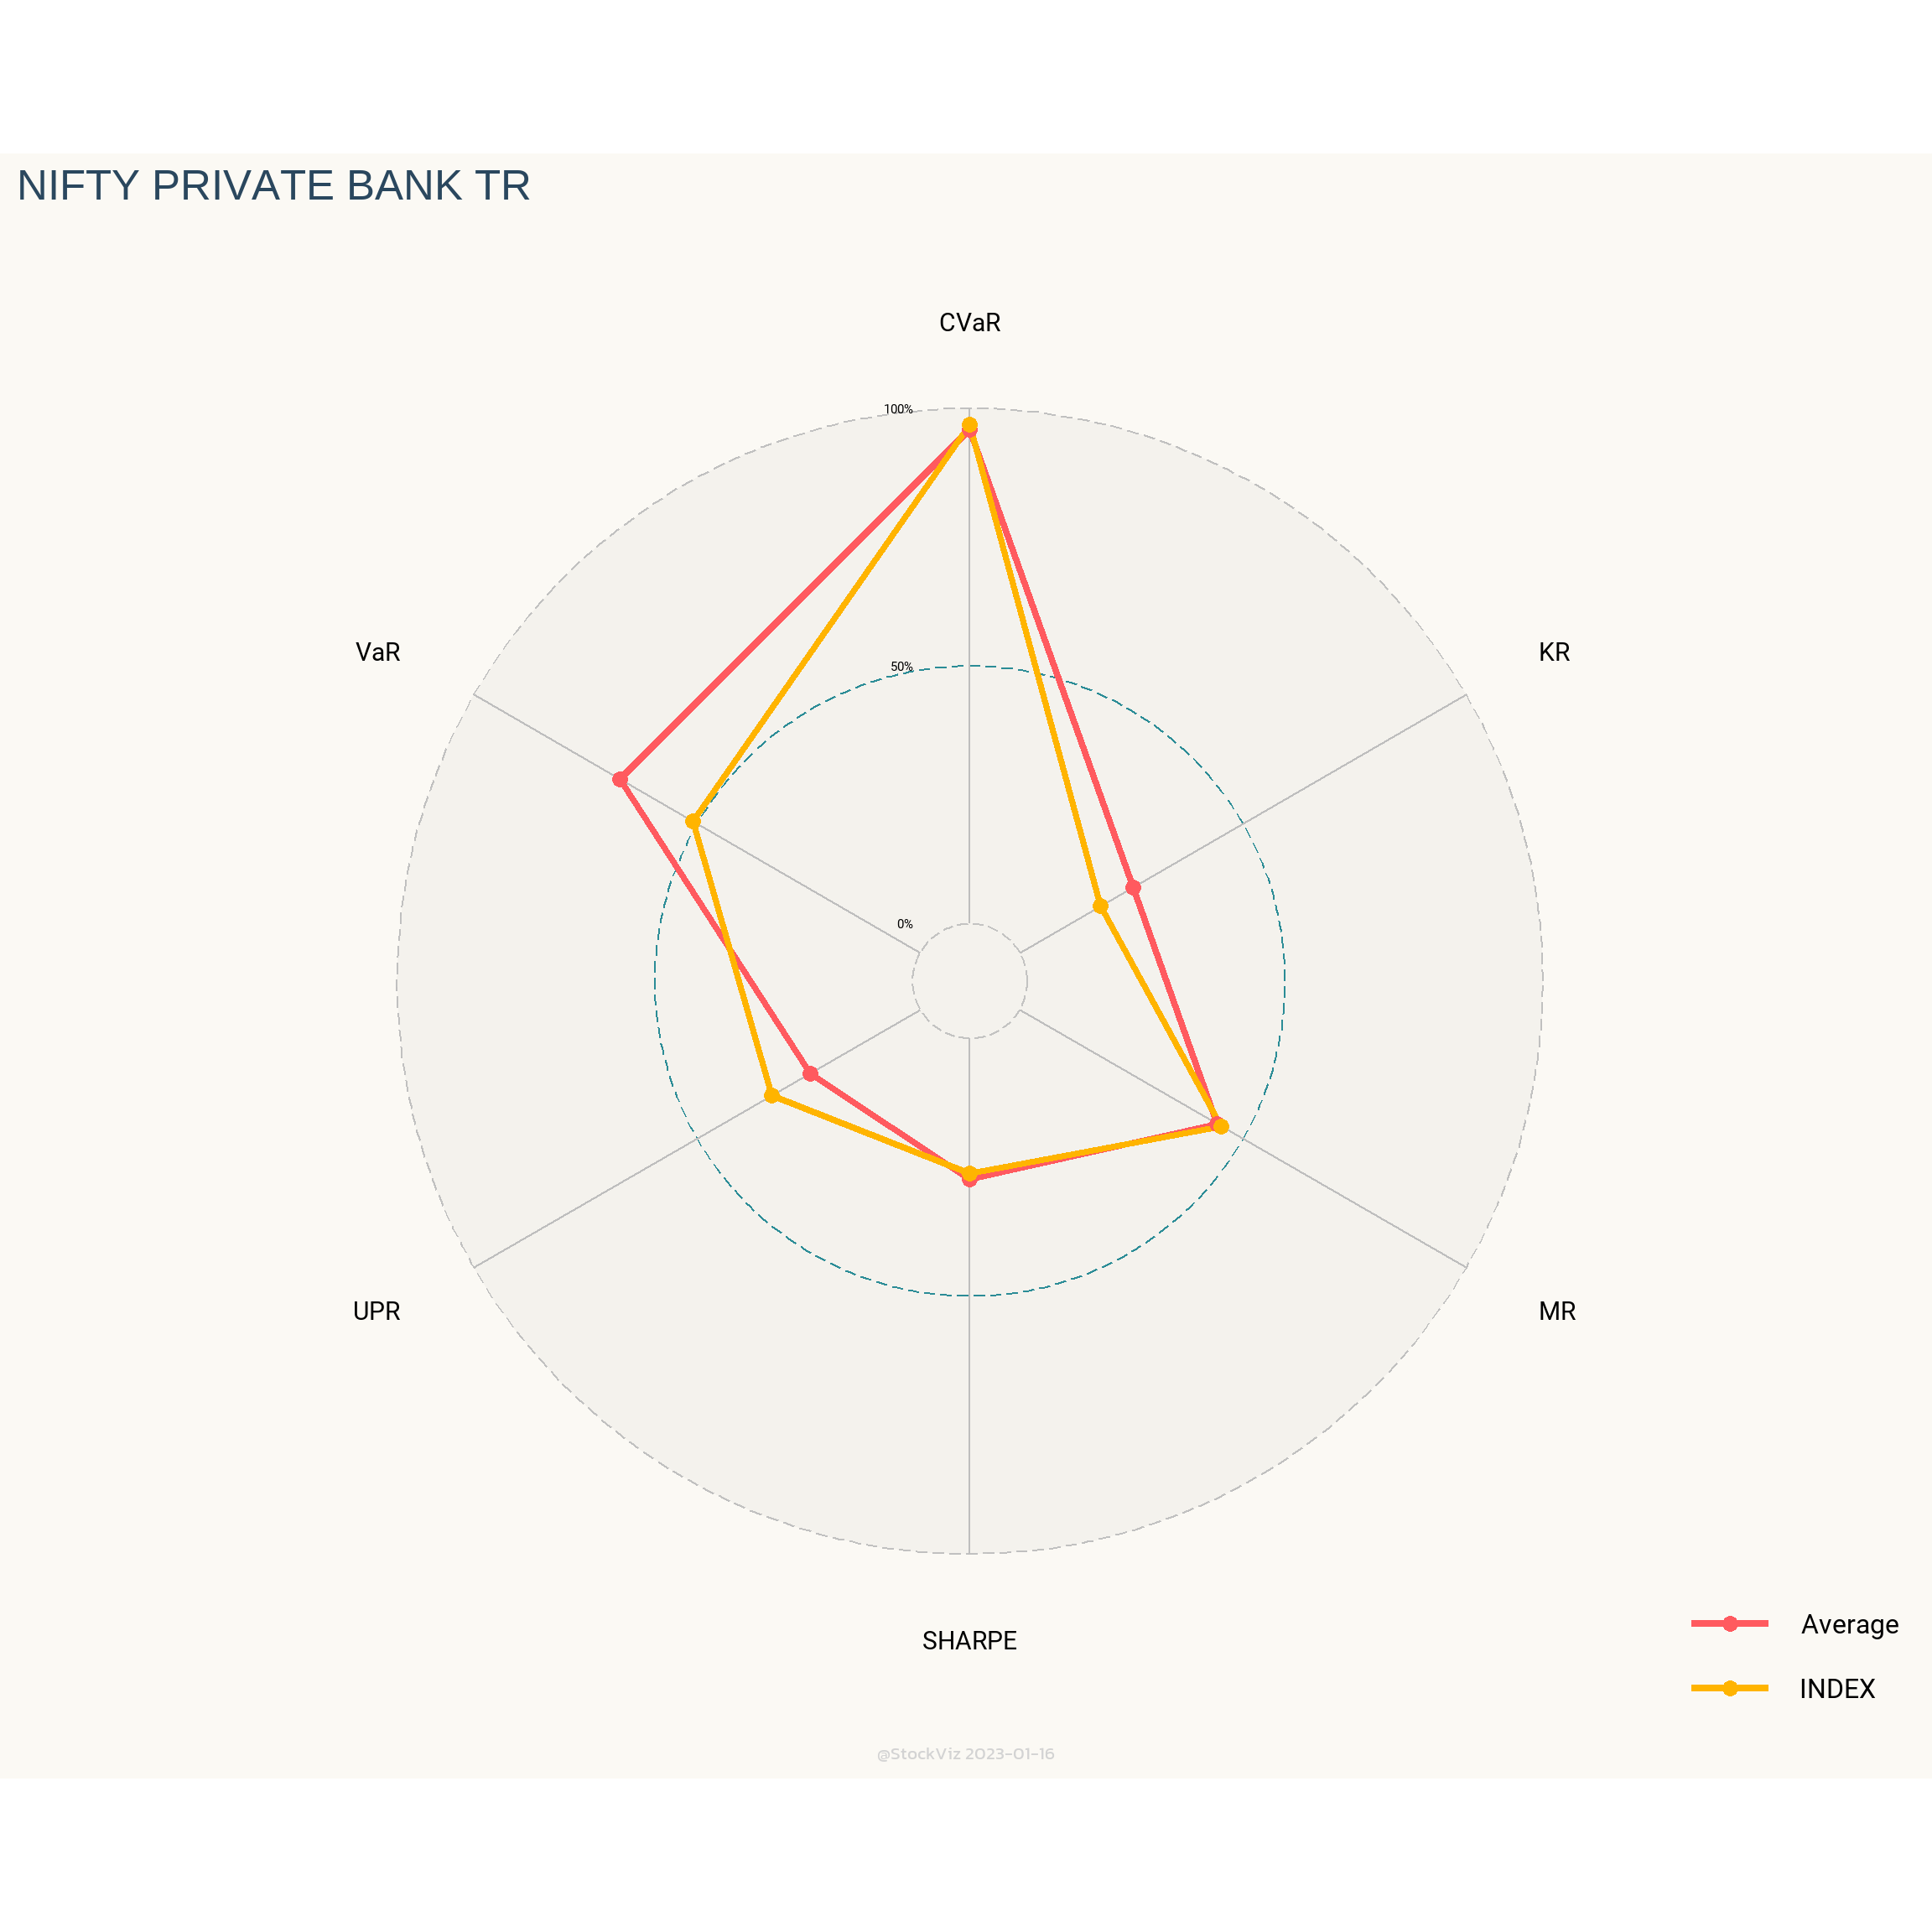 NIFTY PRIVATE BANK TR
CVaR
100%
VaR
KR
50%
0%
UPR
MR
SHARPE
Average
INDEX
@StockViz 2023-01-16